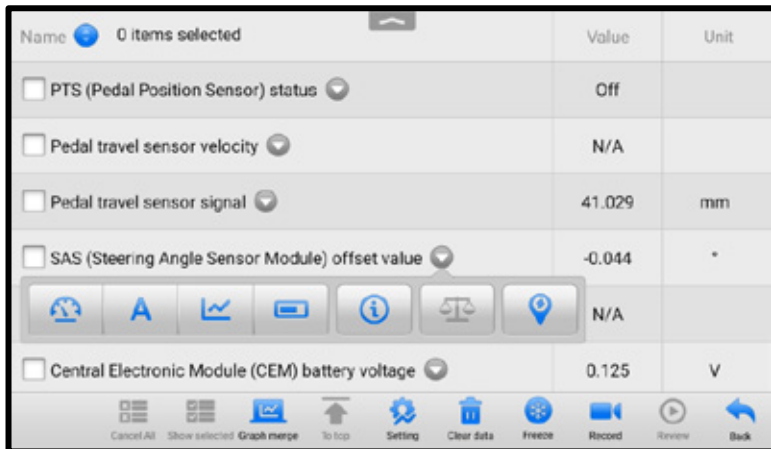 Name 0 items selected Value Unit
PTS (Pedal Position Sensor) status Off
Pedal travel sensor velocity N/A
Pedal travel sensor signal 41.029 mm
SAS (Steering Angle Sensor Module) offset value -0.044 °
A N/A
Central Electronic Module (CEM) battery voltage 0.125 V
Cancel All Show selected Graph merge To top Setting Clear data Freeze Record Review Back